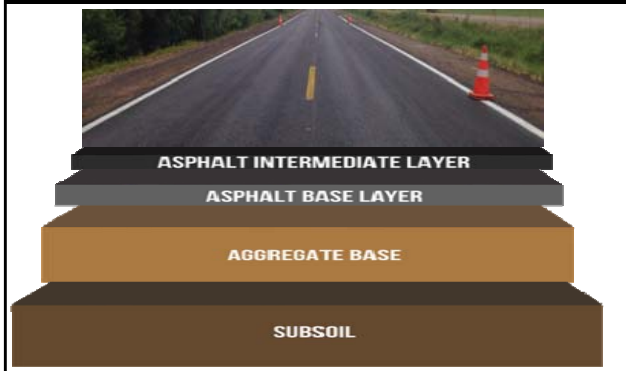 ASPHALT INTERMEDIATE LAYER
ASPHALT BASE LAYER
AGGREGATE BASE
SUBSOIL